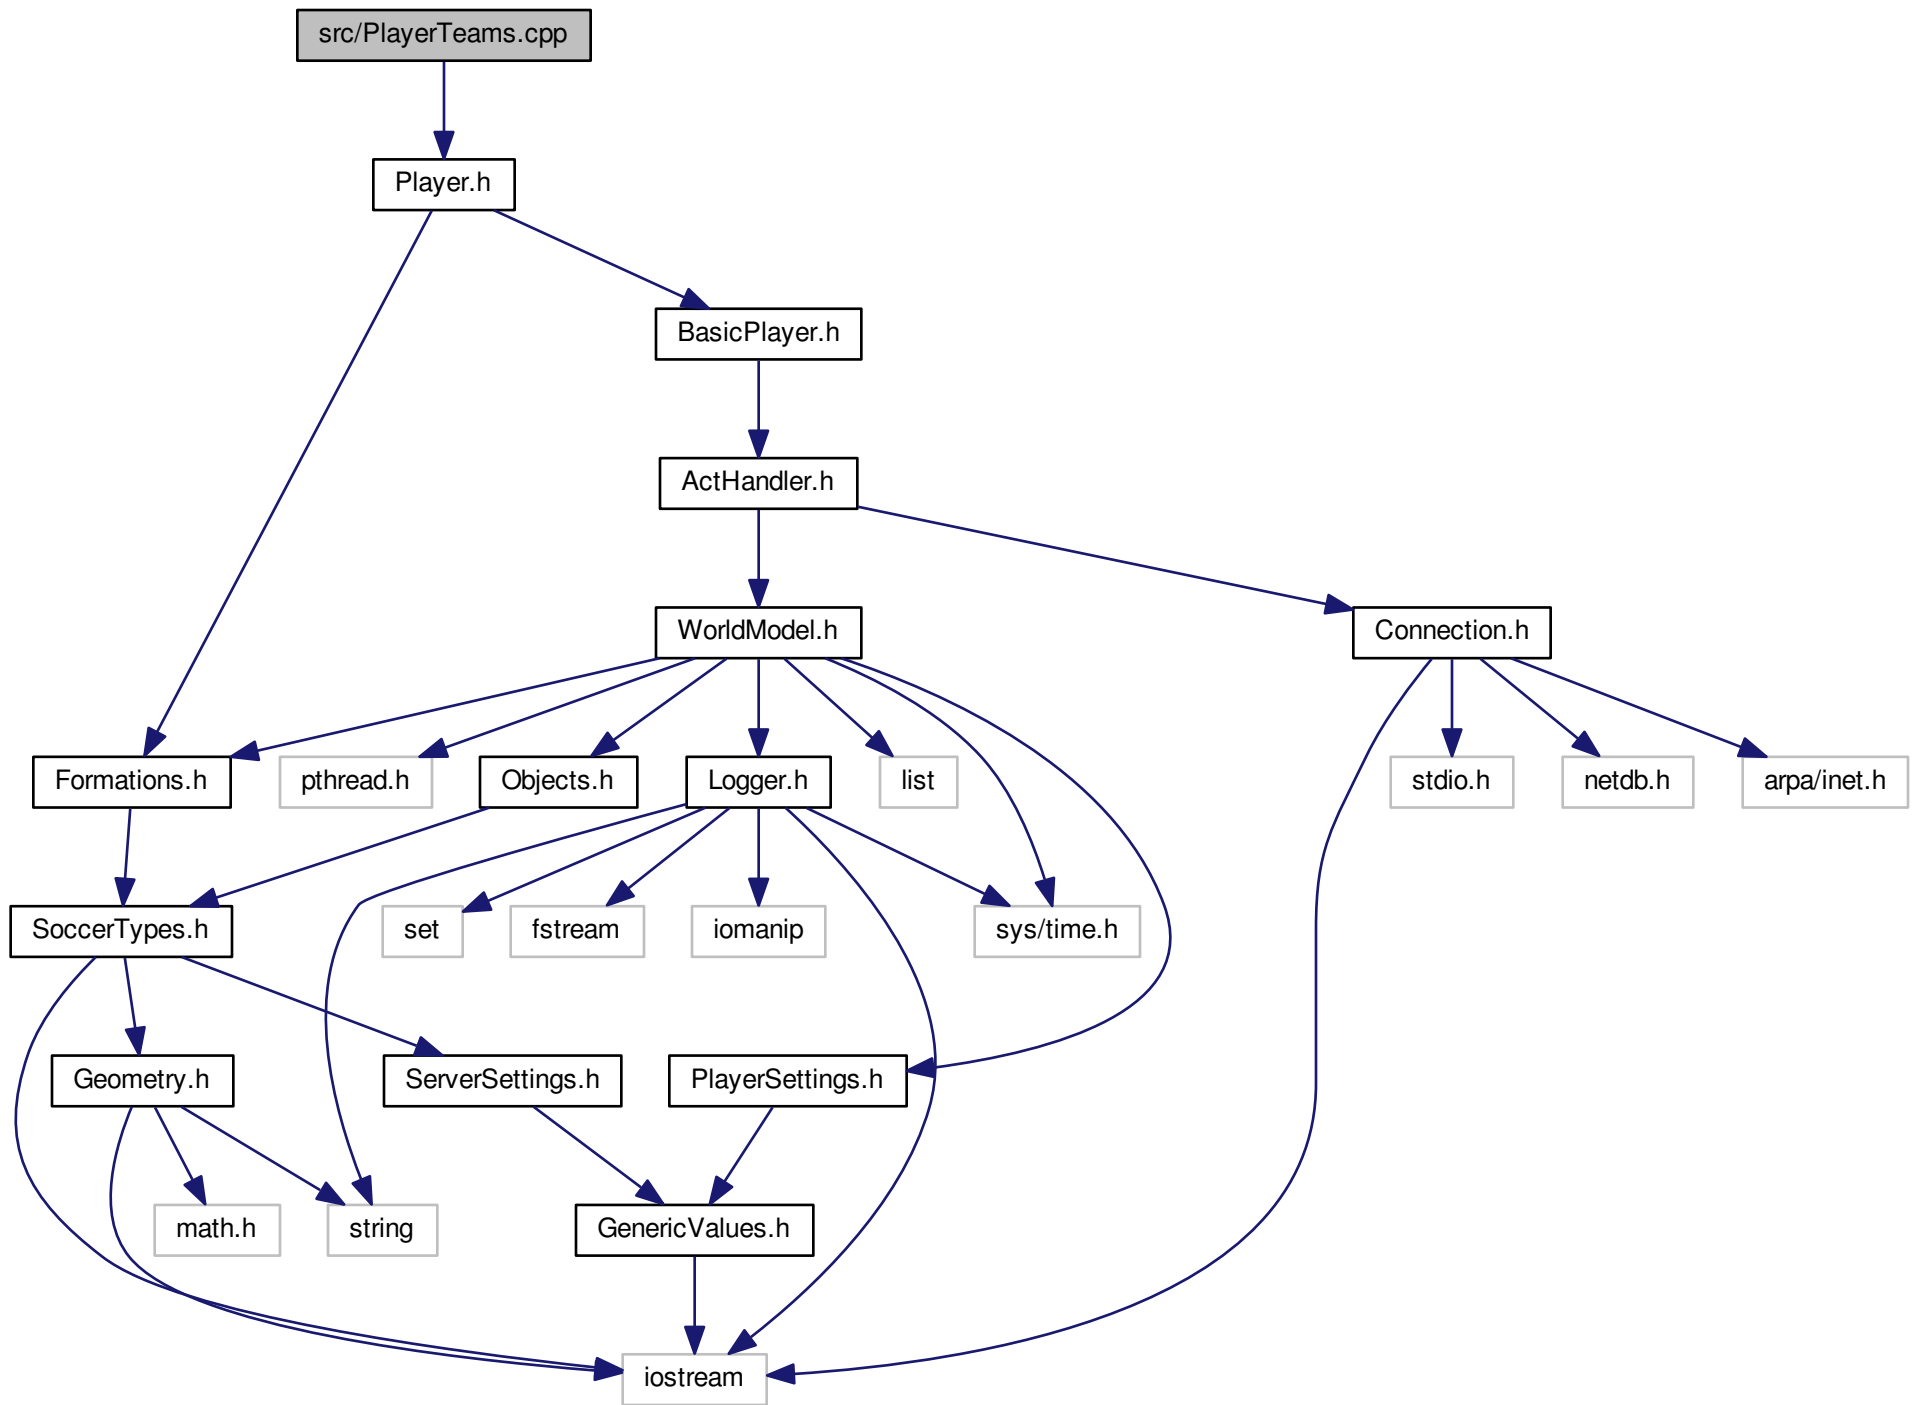 src/PlayerTeams.cpp
Player.h
BasicPlayer.h
ActHandler.h
WorldModel.h
Connection.h
Formations.h
pthread.h
Objects.h
Logger.h
list
stdio.h
netdb.h
arpa/inet.h
SoccerTypes.h
set
fstream
iomanip
sys/time.h
Geometry.h
ServerSettings.h
PlayerSettings.h
math.h
string
GenericValues.h
iostream